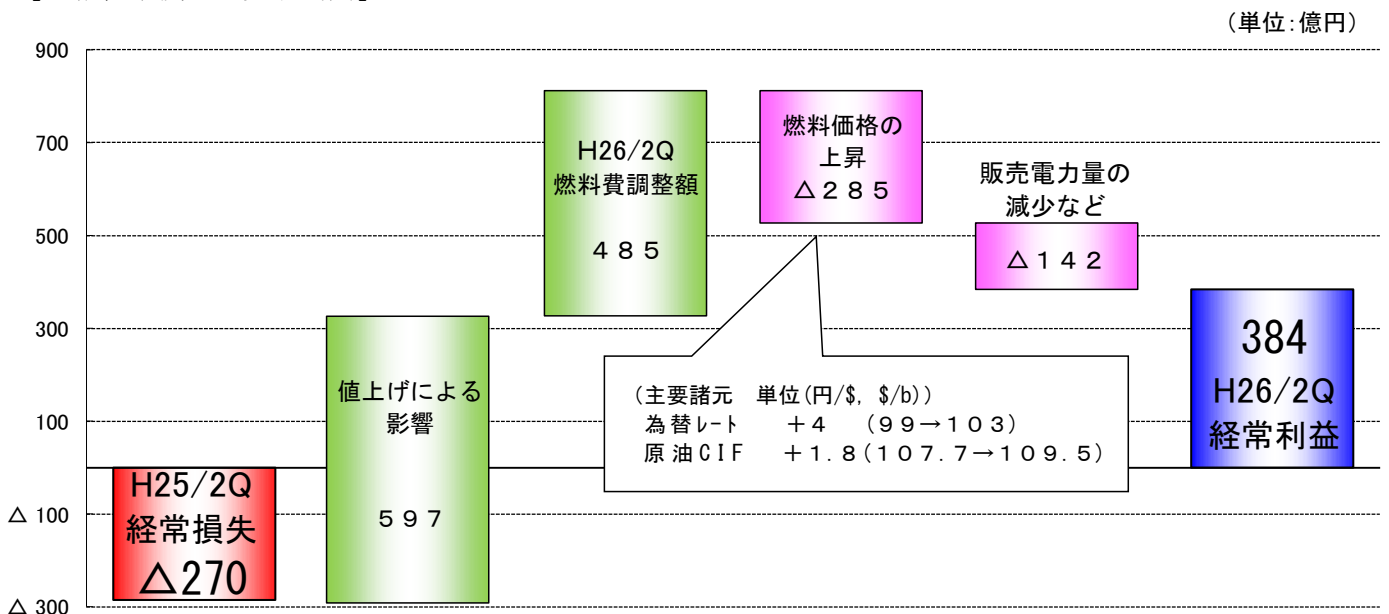 (単位:億円)
900
700
500
300
100
△ 100
△ 300
H25/2Q
経常損失
△270
値上げによる
影響
597
H26/2Q
燃料費調整額
485
燃料価格の
上昇
△285
販売電力量の
減少など
△142
(主要諸元 単位(円/$, $/b))
為替レート +4 (99→103)
原油CIF +1.8(107.7→109.5)
384
H26/2Q
経常利益